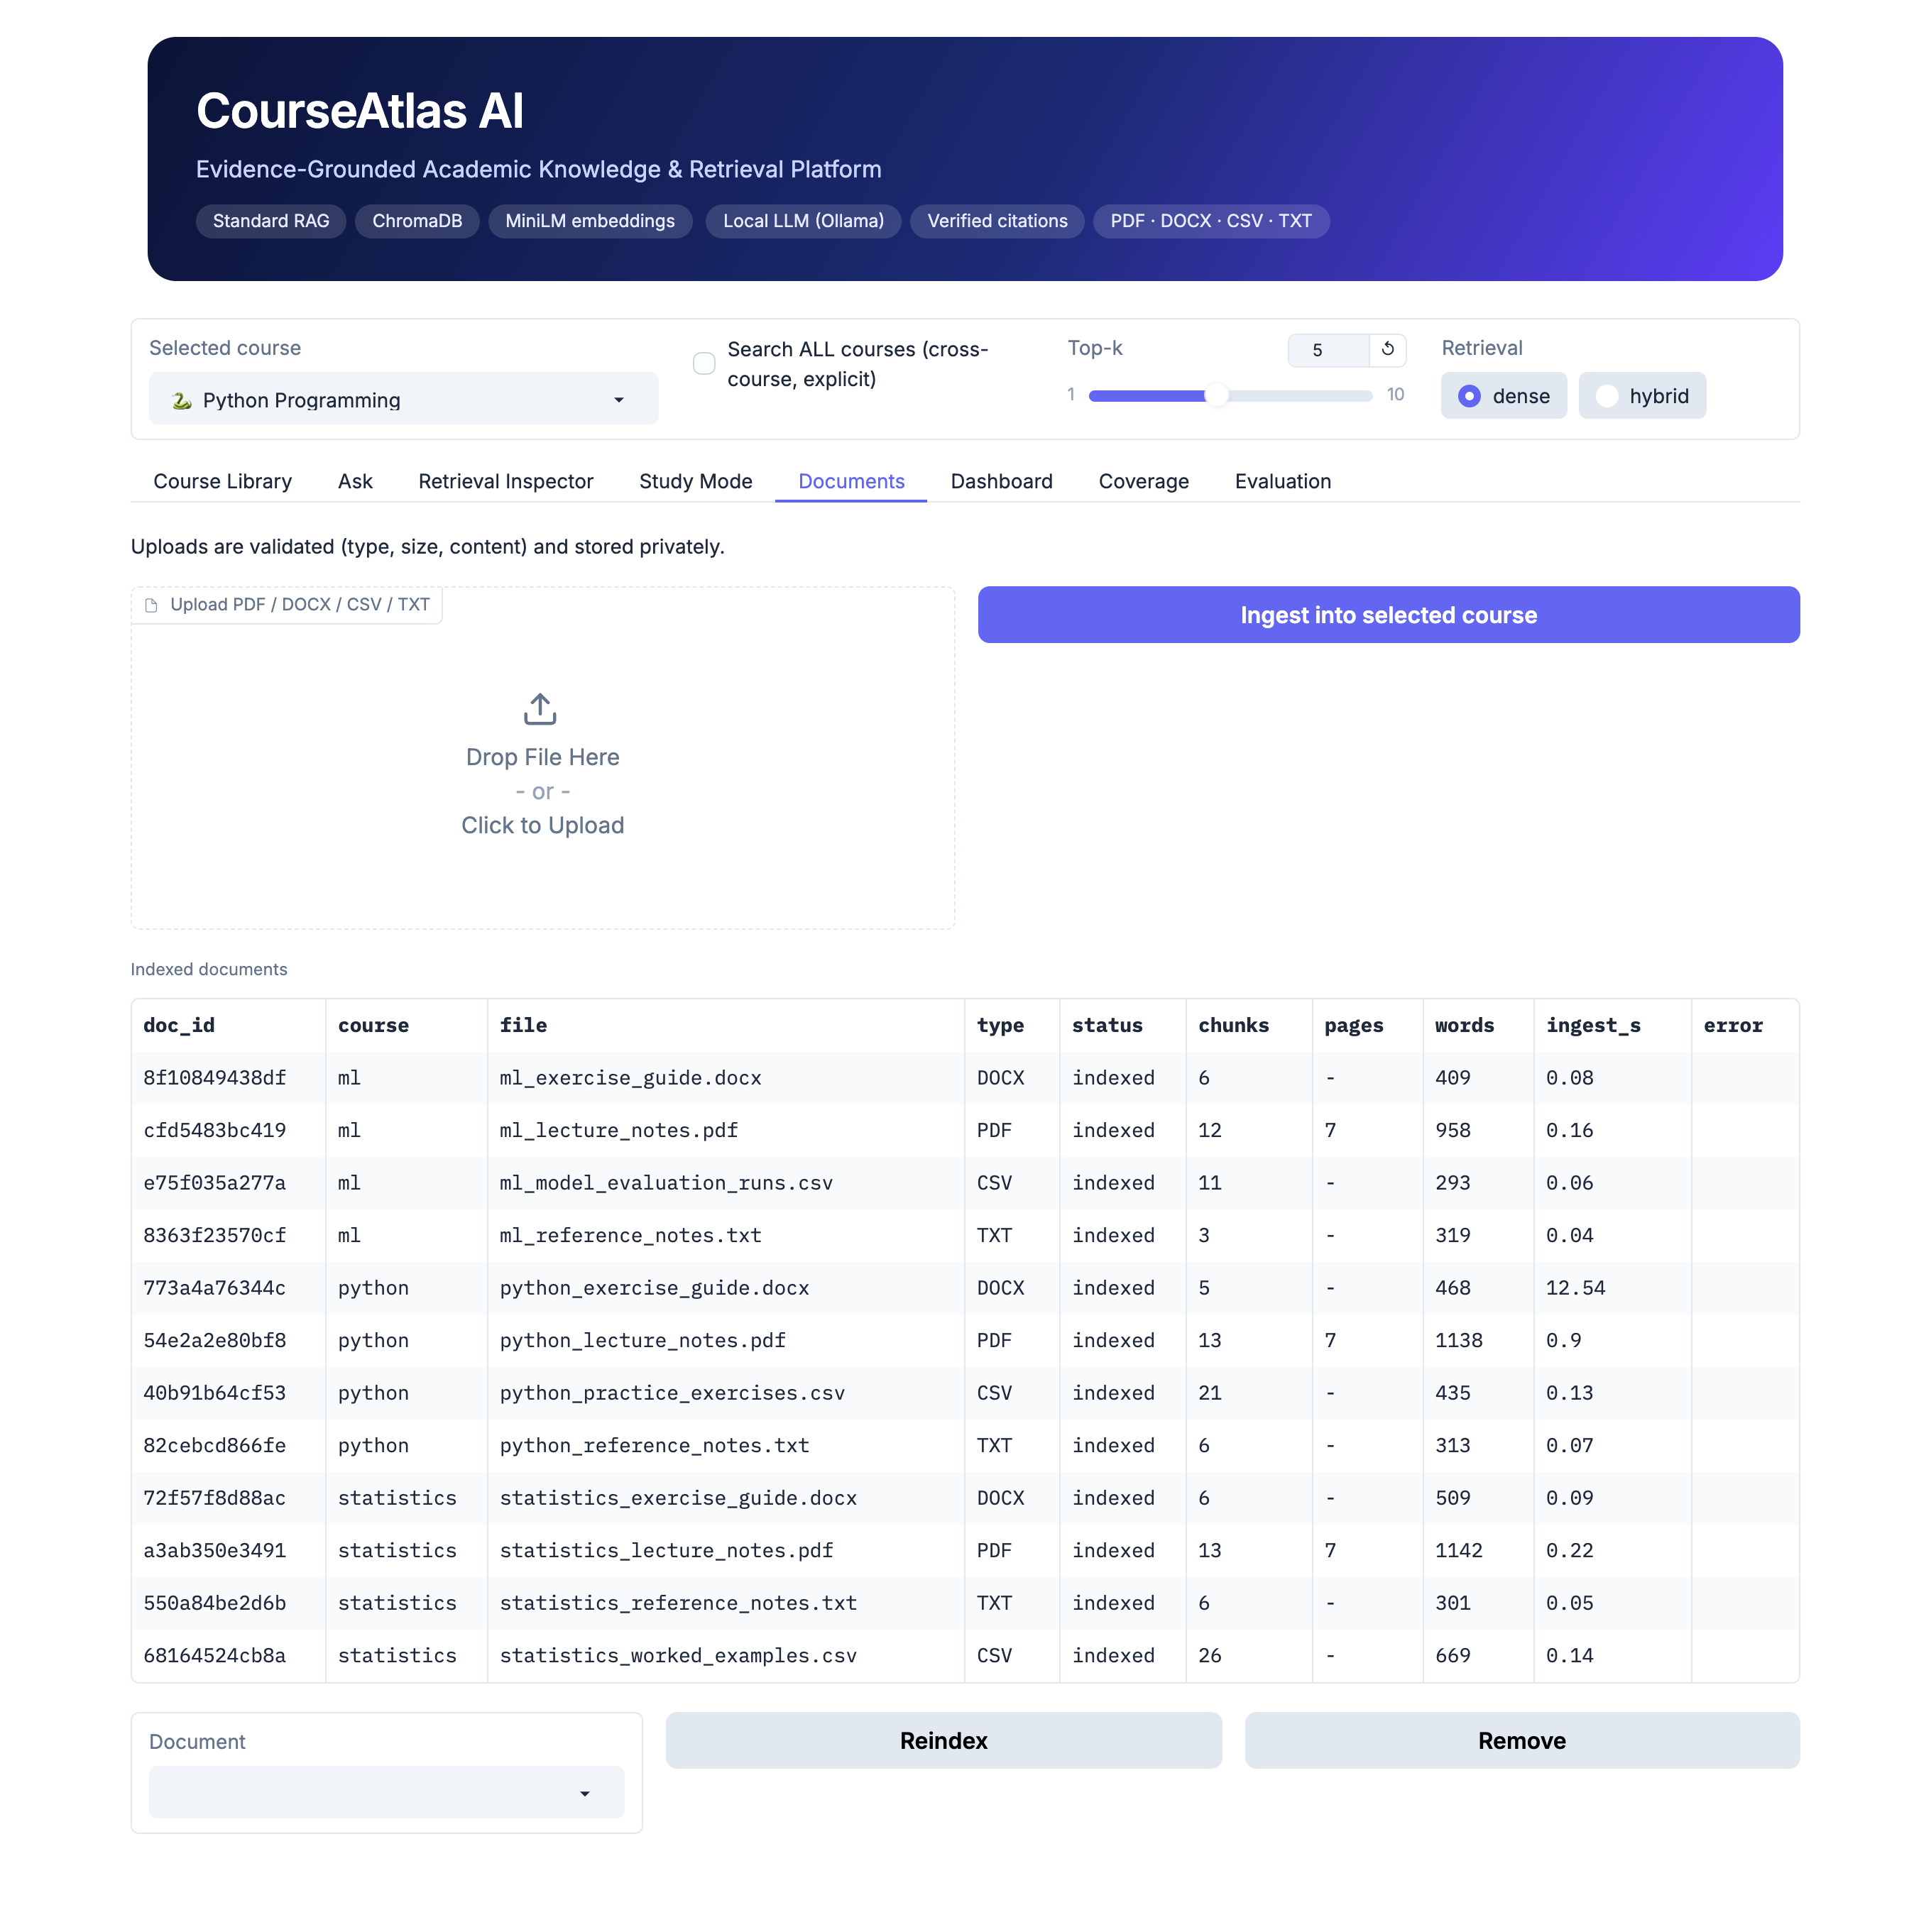 CourseAtlas AI
Evidence-Grounded Academic Knowledge & Retrieval Platform
Standard RAG ChromaDB MiniLM embeddings Local LLM (Ollama) Verified citations PDF · DOCX · CSV · TXT
Selected course
🐍 Python Programming
Search ALL courses (cross-
course, explicit)
Top-k 5
1 10
Retrieval
dense hybrid
Course Library Ask Retrieval Inspector Study Mode Documents Dashboard Coverage Evaluation
Uploads are validated (type, size, content) and stored privately.
Upload PDF / DOCX / CSV / TXT
Drop File Here
- or -
Click to Upload
Ingest into selected course
Indexed documents
doc_id course file type status chunks pages words ingest_s error
8f10849438df ml ml_exercise_guide.docx DOCX indexed 6 - 409 0.08
cfd5483bc419 ml ml_lecture_notes.pdf PDF indexed 12 7 958 0.16
e75f035a277a ml ml_model_evaluation_runs.csv CSV indexed 11 - 293 0.06
8363f23570cf ml ml_reference_notes.txt TXT indexed 3 - 319 0.04
773a4a76344c python python_exercise_guide.docx DOCX indexed 5 - 468 12.54
54e2a2e80bf8 python python_lecture_notes.pdf PDF indexed 13 7 1138 0.9
40b91b64cf53 python python_practice_exercises.csv CSV indexed 21 - 435 0.13
82cebcd866fe python python_reference_notes.txt TXT indexed 6 - 313 0.07
72f57f8d88ac statistics statistics_exercise_guide.docx DOCX indexed 6 - 509 0.09
a3ab350e3491 statistics statistics_lecture_notes.pdf PDF indexed 13 7 1142 0.22
550a84be2d6b statistics statistics_reference_notes.txt TXT indexed 6 - 301 0.05
68164524cb8a statistics statistics_worked_examples.csv CSV indexed 26 - 669 0.14
Document
Reindex
Remove